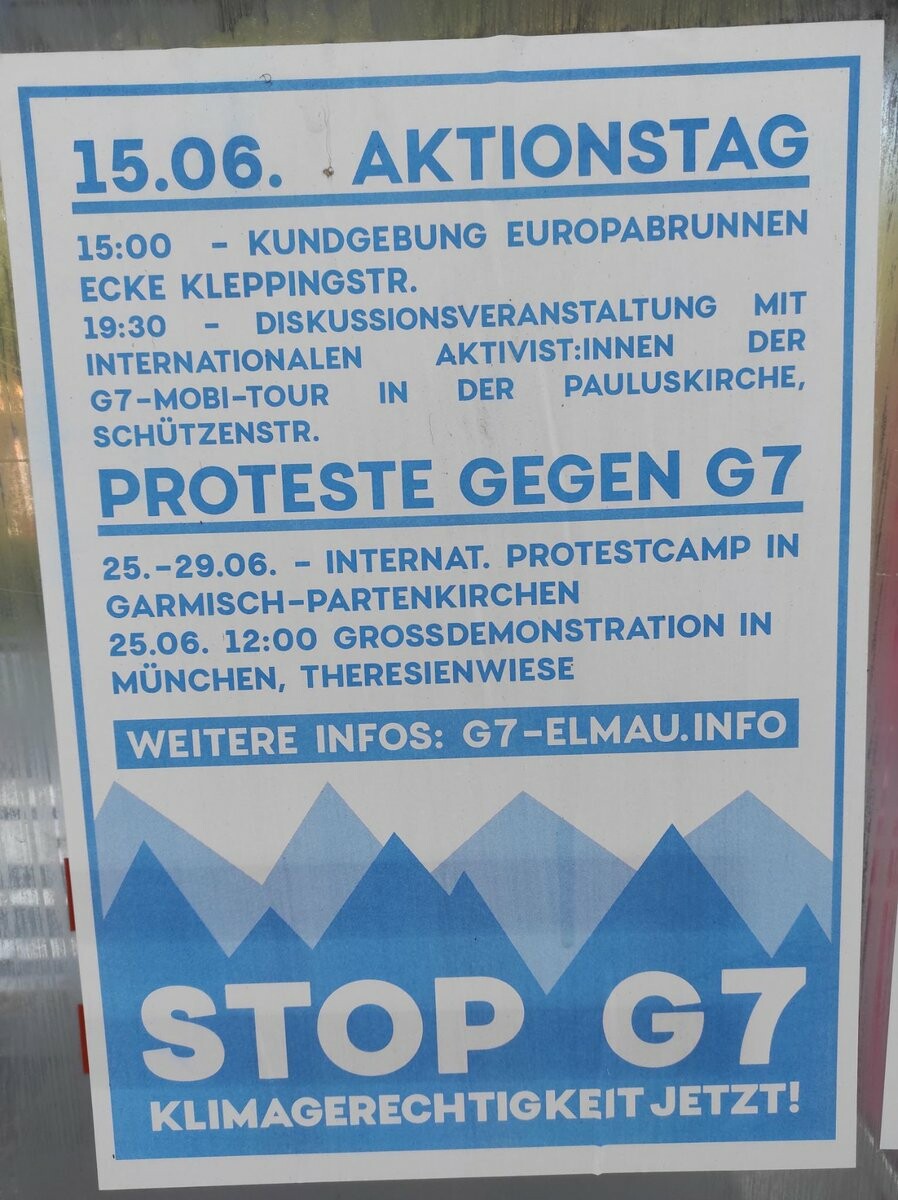 15.06. AKTIONSTAG
15:00 - KUNDGEBUNG EUROPABRUNNEN
ECKE KLEPPINGSTR.
19:30 - DISKUSSIONSVERANSTALTUNG MIT
INTERNATIONALEN AKTIVIST:INNEN DER
G7-MOBI-TOUR IN DER PAULUSKIRCHE,
SCHÜTZENSTR.
PROTESTE GEGEN G7
25.-29.06. - INTERNAT. PROTESTCAMP IN
GARMISCH-PARTENKIRCHEN
25.06. 12:00 GROSSDEMONSTRATION IN
MÜNCHEN, THERESIENWIESE
WEITERE INFOS: G7-ELMAU.INFO
STOP G7
KLIMAGERECHTIGKEIT JETZT!